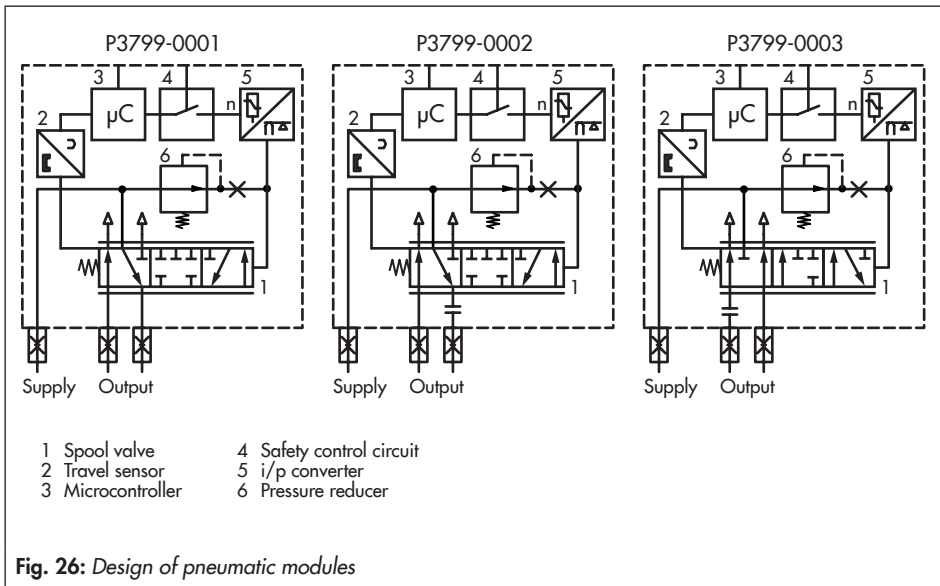 P3799-0001 P3799-0002 P3799-0003
3 4 5 3 4 5 3 4 5
2 µC n 2 µC n 2 µC n
6 6 6
1 1 1
Supply Output Supply Output Supply Output
1 Spool valve 4 Safety control circuit
2 Travel sensor 5 i/p converter
3 Microcontroller 6 Pressure reducer
Fig. 26: Design of pneumatic modules